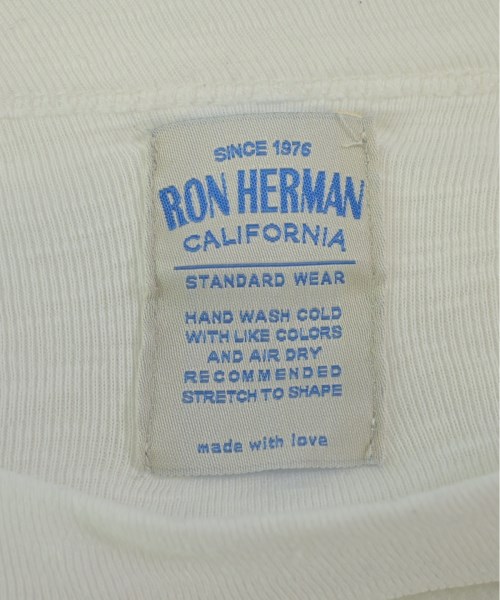 SINCE 1976
RON HERMAN
CALIFORNIA
STANDARD WEAR
HAND WASH COLD
WITH LIKE COLORS
AND AIR DRY
RECOMMENDED
STRETCH TO SHAPE
made with love